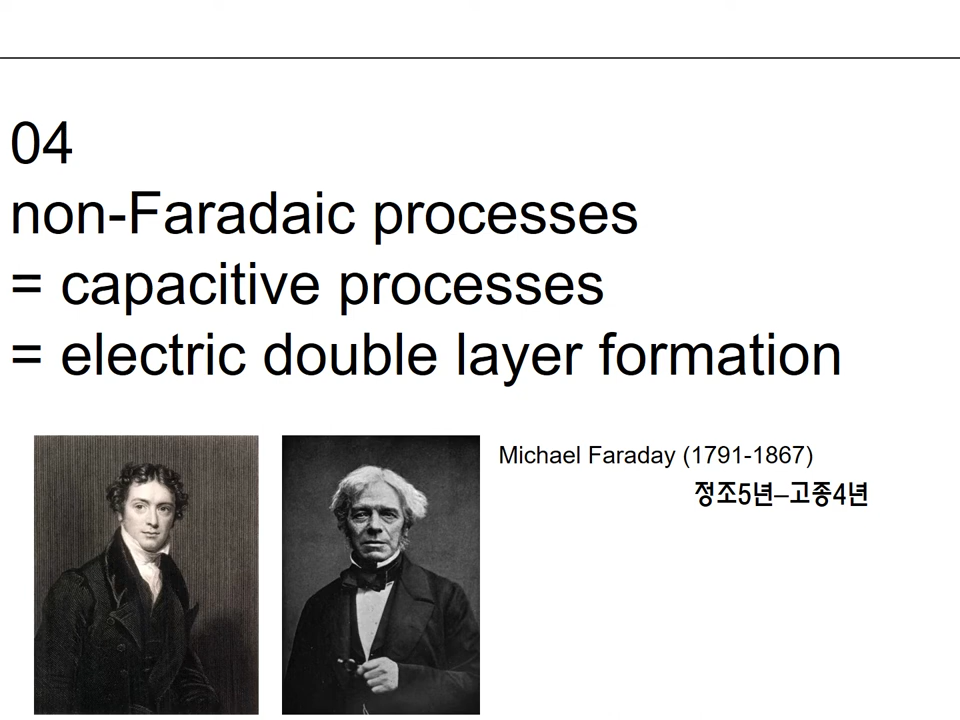 04
non-Faradaic processes
= capacitive processes
= electric double layer formation
Michael Faraday (1791-1867)
정조5년–고종4년